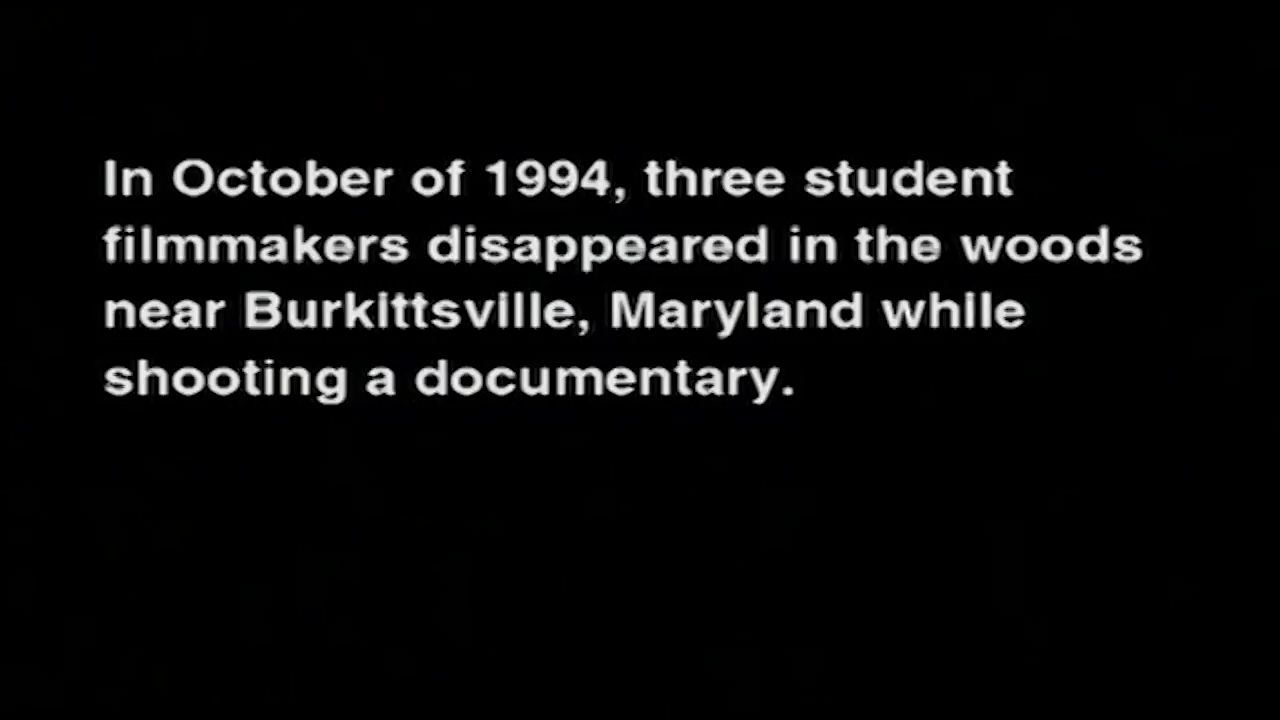 In October of 1994, three student
filmmakers disappeared in the woods
near Burkittsville, Maryland while
shooting a documentary.